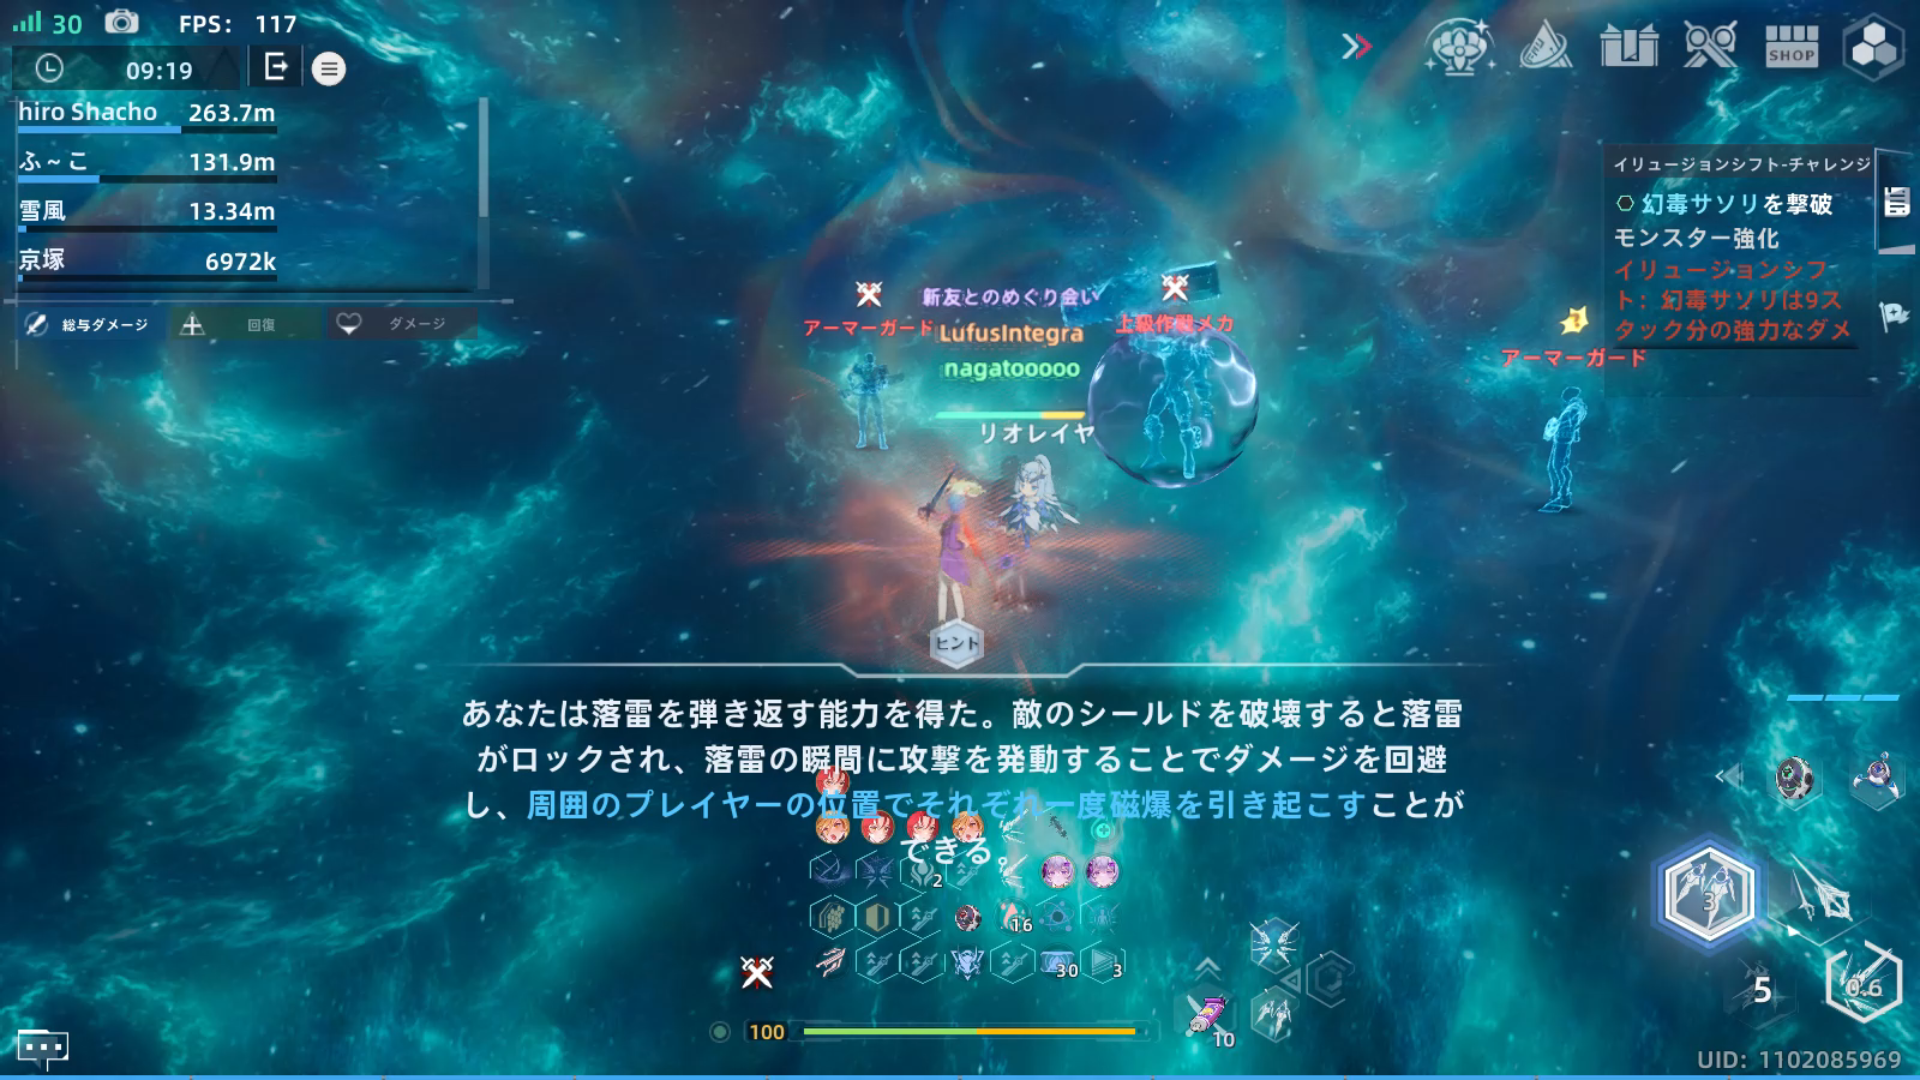 30
FPS: 117
09:19
SHOP
hiro Shacho 263.7m
ふ～こ 131.9m
雪風 13.34m
京塚 6972k
総与ダメージ
回復
ダメージ
イリュージョンシフト-チャレンジ
幻毒サソリを撃破
モンスター強化
イリュージョンシフ
ト：幻毒サソリは9ス
タック分の強力なダメ
新友とのめぐり会い
アーマーガード
LufusIntegra
上級作戦メカ
nagatooooo
リオレイヤ
アーマーガード
ヒント
あなたは落雷を弾き返す能力を得た。敵のシールドを破壊すると落雷
がロックされ、落雷の瞬間に攻撃を発動することでダメージを回避
し、周囲のプレイヤーの位置でそれぞれ一度磁爆を引き起こすことが
できる。
2
16
30
3
100
10
3
5
0.6
UID: 1102085969